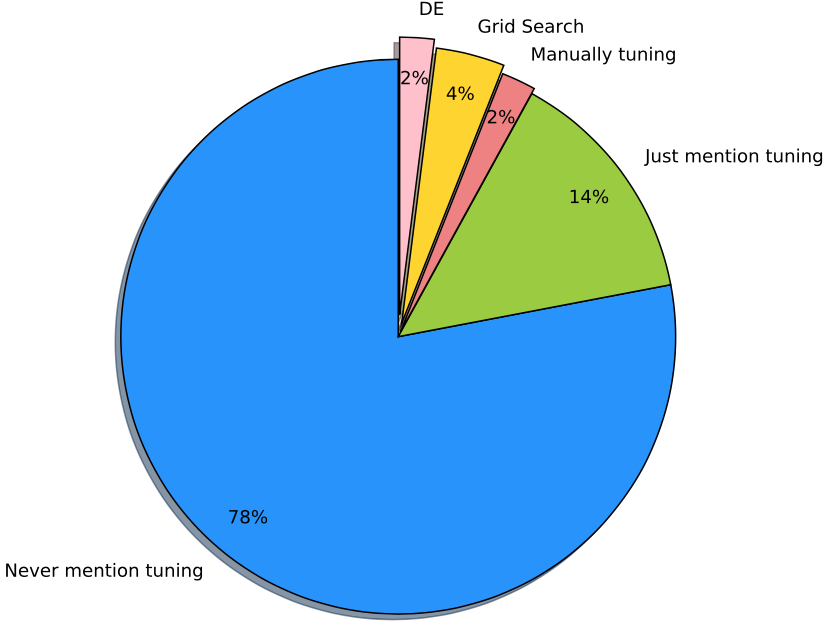 DE
Grid Search
Manually tuning
2%
4%
2%
Just mention tuning
14%
78%
Never mention tuning